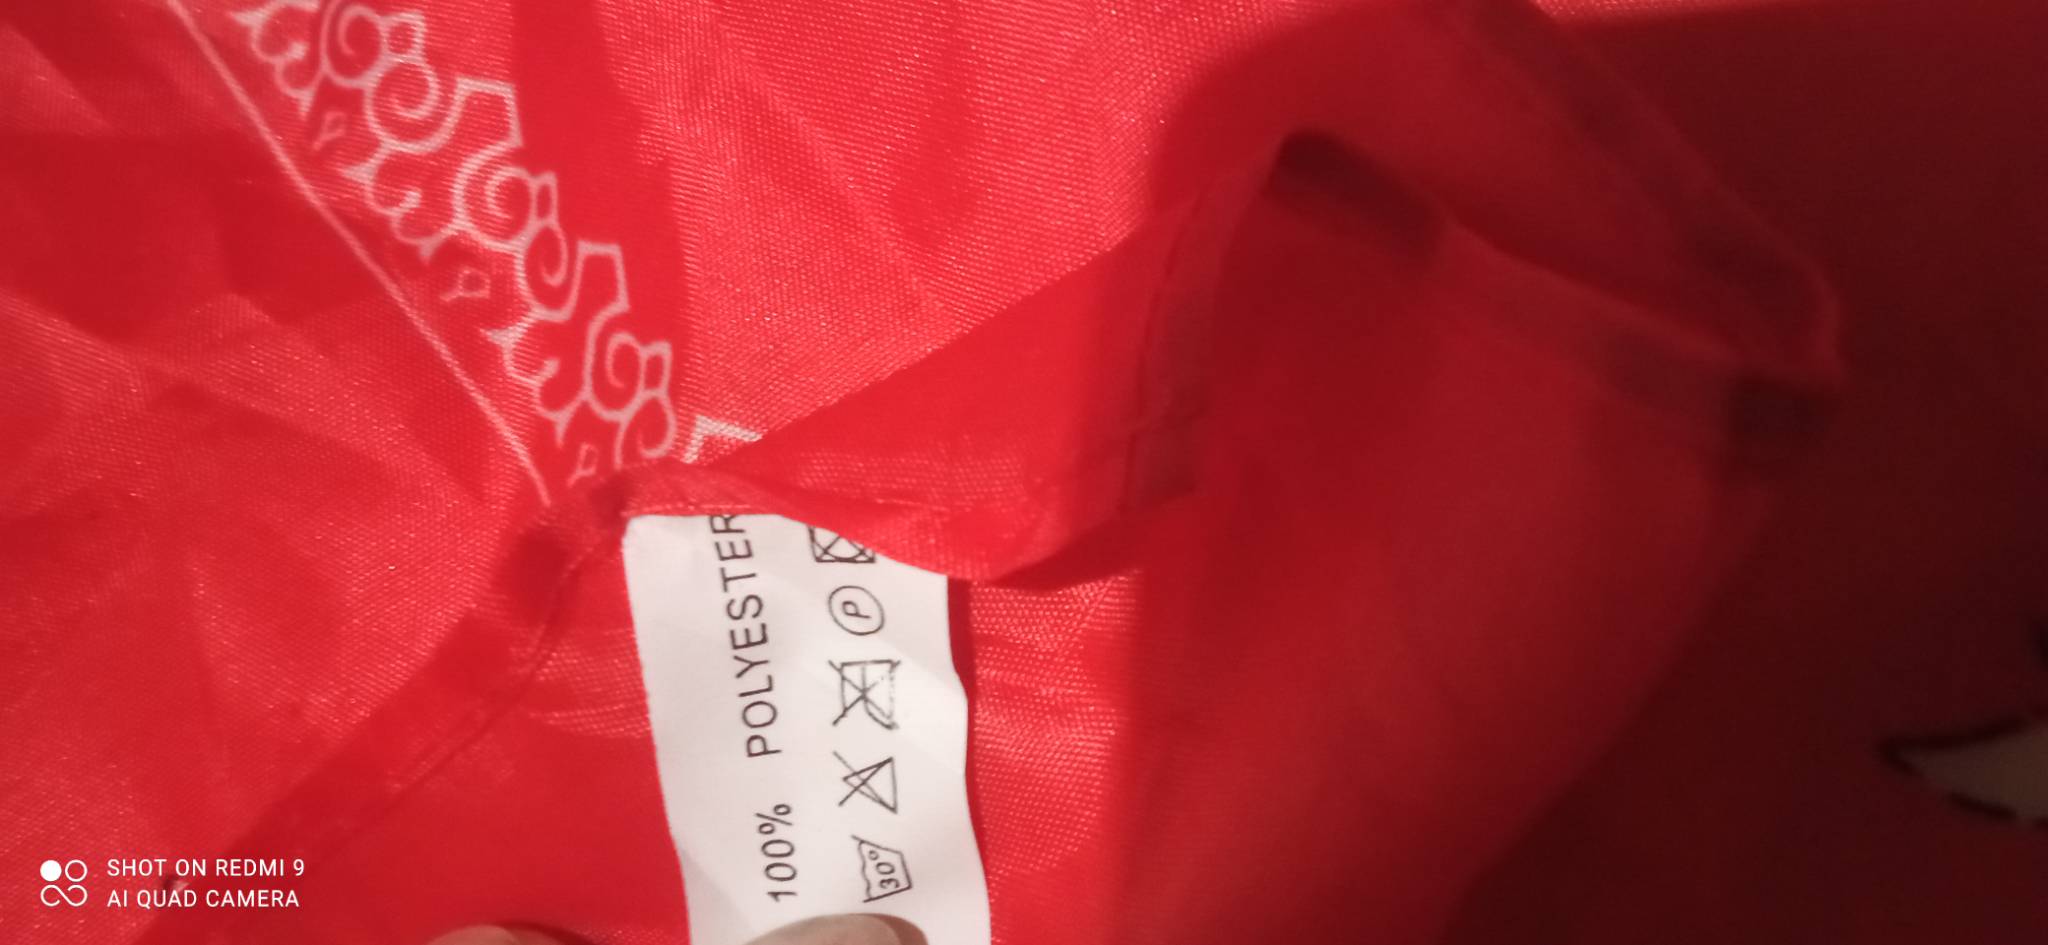 100% POLYESTER
30°
P
SHOT ON REDMI 9
AI QUAD CAMERA